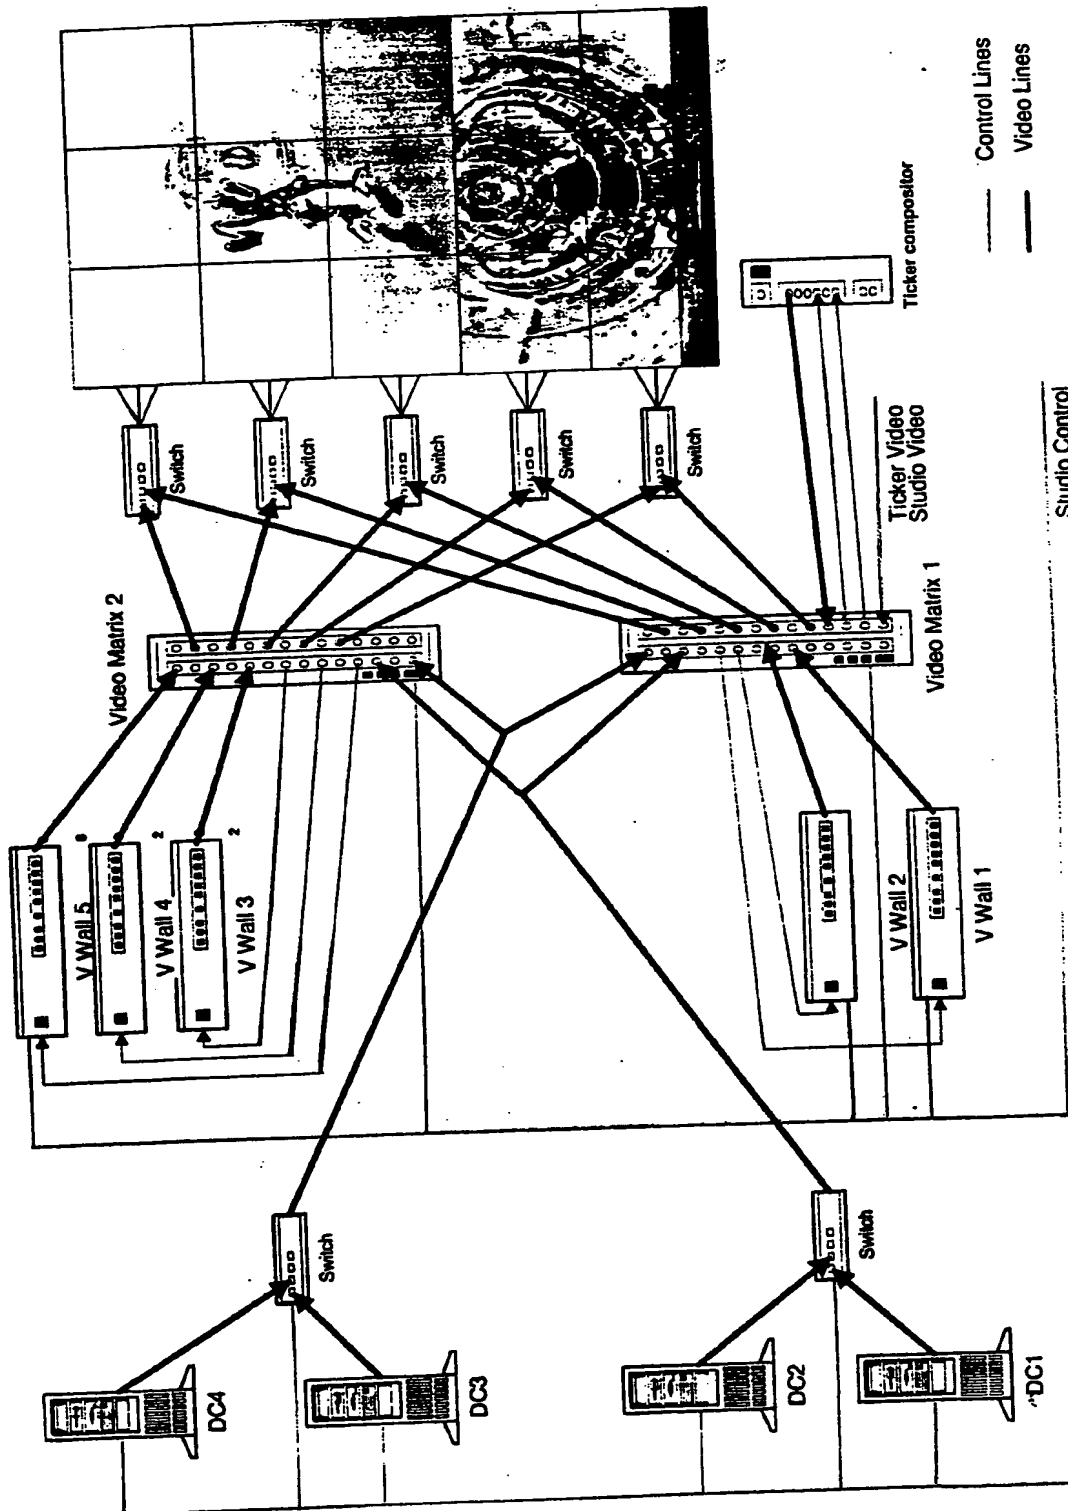 Control Lines
Video Lines
Ticker compositor
Switch
Switch
Switch
Switch
Switch
Ticker Video
Studio Video
Studio Control
Video Matrix 2
Video Matrix 1
V Wall 5
V Wall 4
2
V Wall 3
2
V Wall 2
V Wall 1
Switch
Switch
DC4
DC3
DC2
DC1